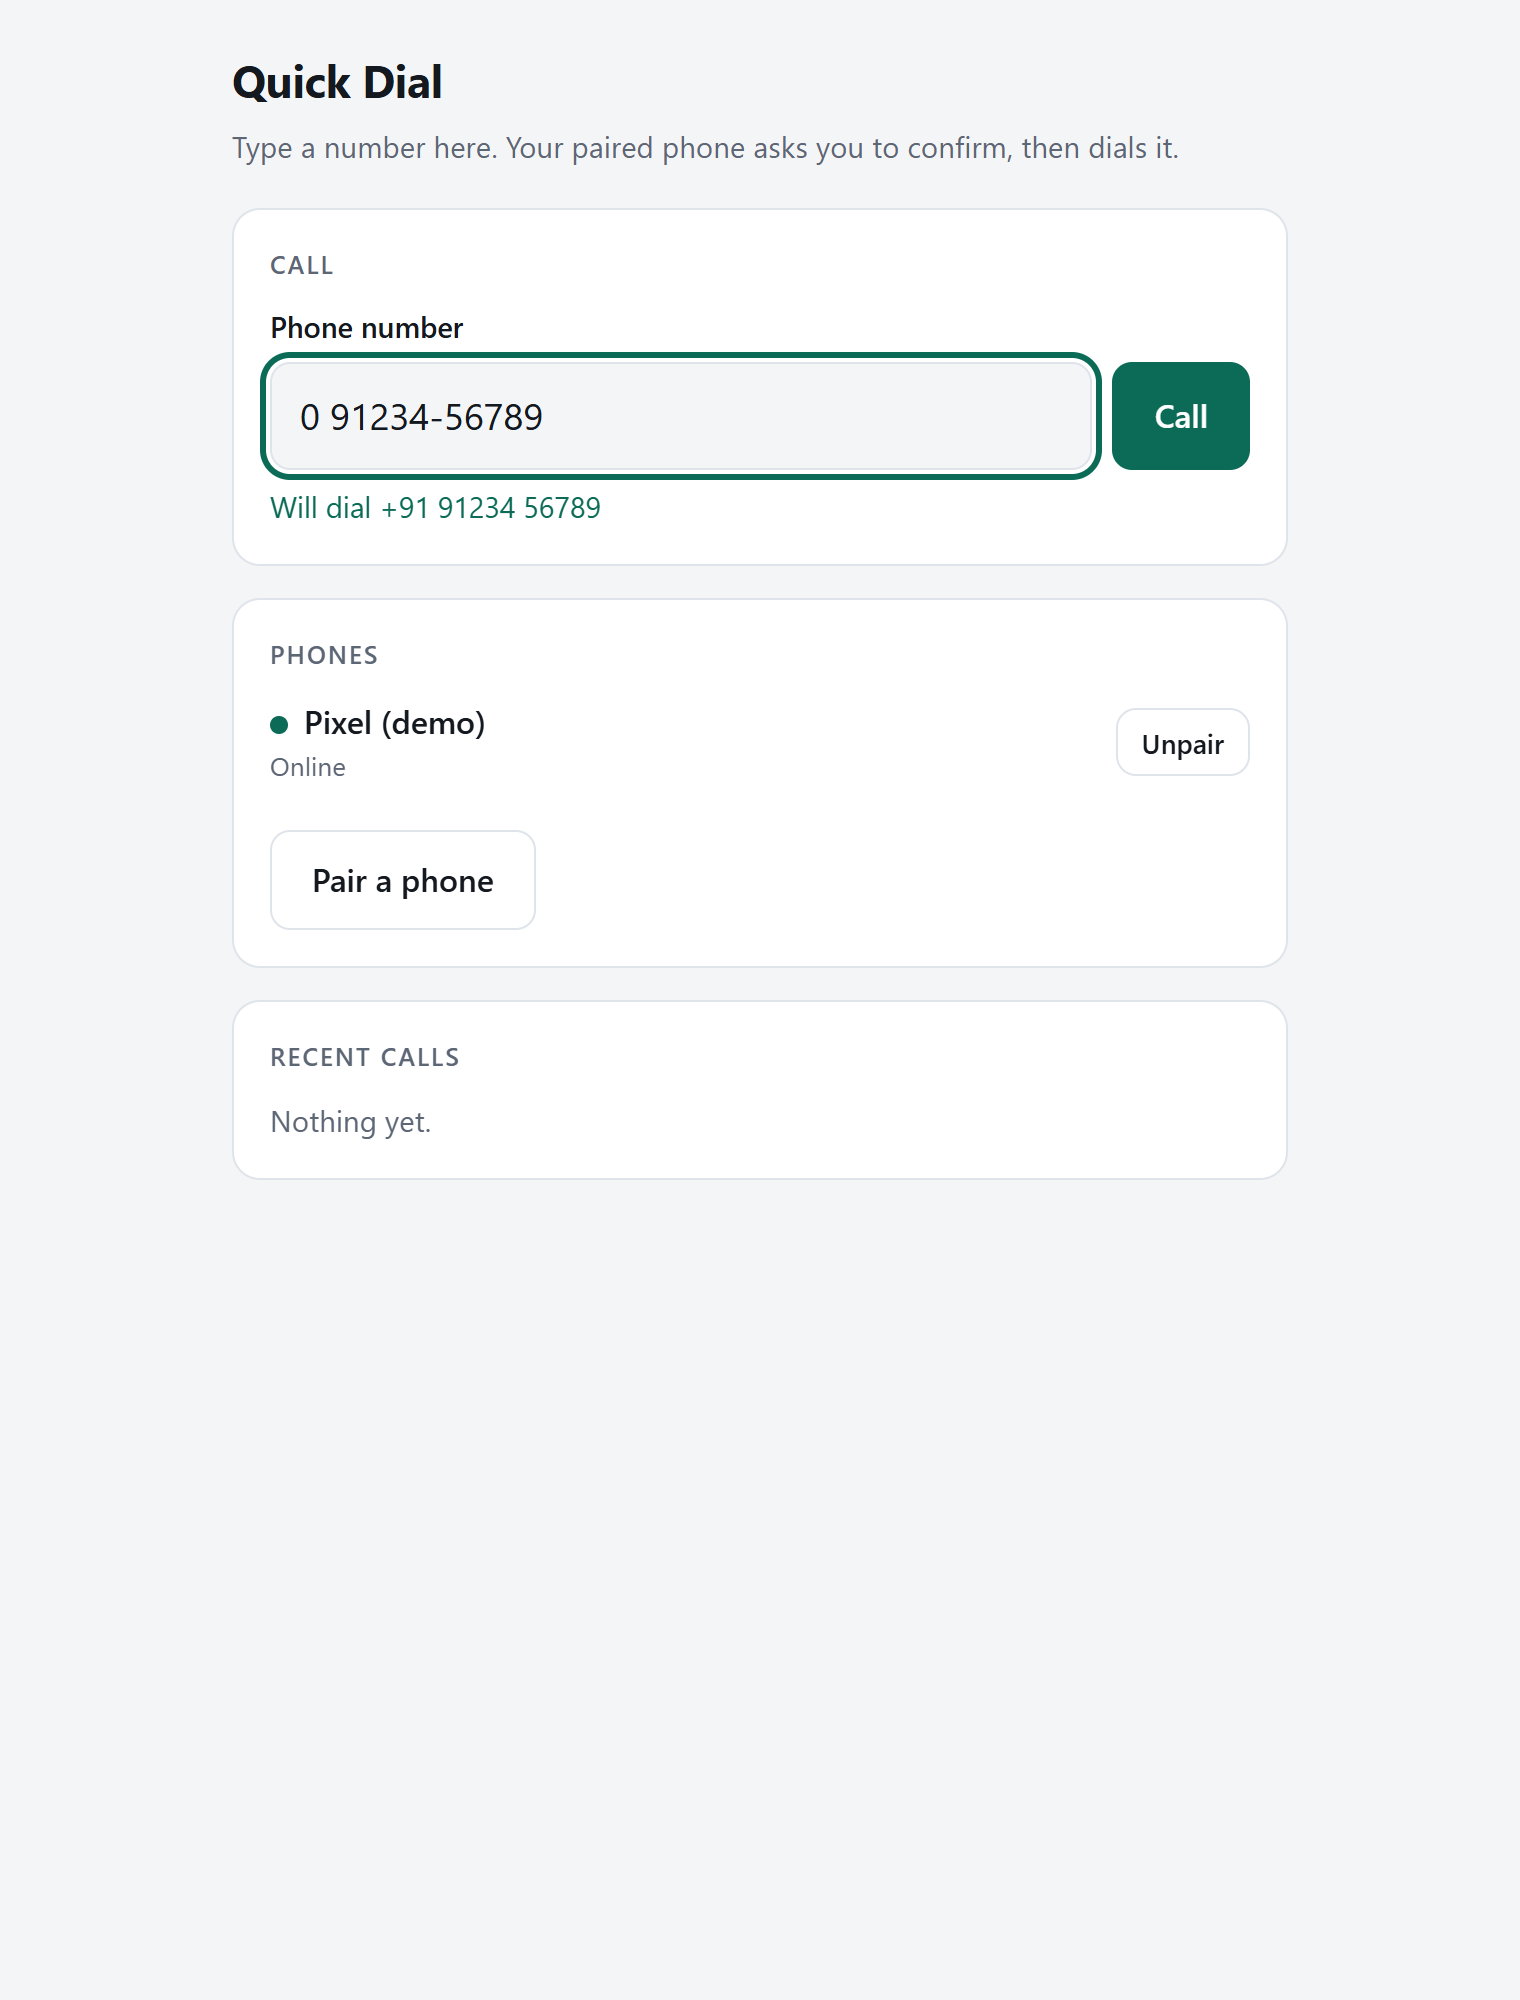 Quick Dial
Type a number here. Your paired phone asks you to confirm, then dials it.
CALL
Phone number
0 91234-56789
Call
Will dial +91 91234 56789
PHONES
Pixel (demo)
Online
Unpair
Pair a phone
RECENT CALLS
Nothing yet.